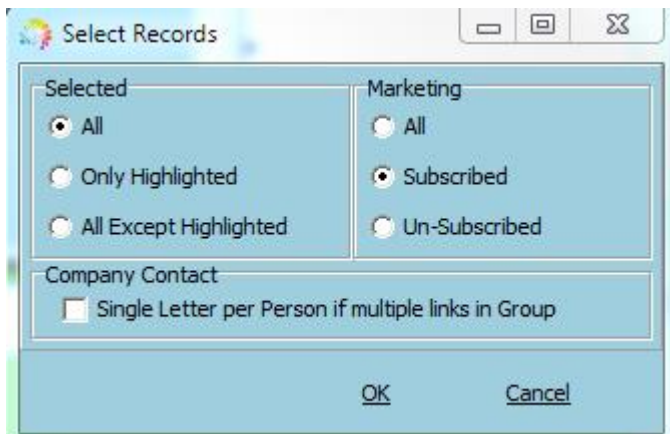 Select Records
Selected
All
Only Highlighted
All Except Highlighted
Marketing
All
Subscribed
Un-Subscribed
Company Contact
Single Letter per Person if multiple links in Group
OK
Cancel